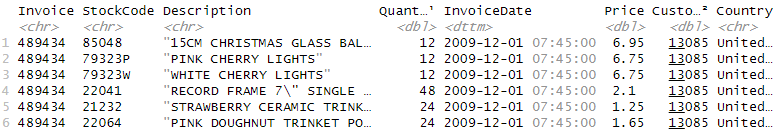 Invoice StockCode Description Quant…¹ InvoiceDate Price Custo…² Country
<chr> <chr> <chr> <dbl> <dttm> <dbl> <dbl> <chr>
1 489434 85048 "15CM CHRISTMAS GLASS BAL… 12 2009-12-01 07:45:00 6.95 13085 United…
2 489434 79323P "PINK CHERRY LIGHTS" 12 2009-12-01 07:45:00 6.75 13085 United…
3 489434 79323W "WHITE CHERRY LIGHTS" 12 2009-12-01 07:45:00 6.75 13085 United…
4 489434 22041 "RECORD FRAME 7\" SINGLE … 48 2009-12-01 07:45:00 2.1 13085 United…
5 489434 21232 "STRAWBERRY CERAMIC TRINK… 24 2009-12-01 07:45:00 1.25 13085 United…
6 489434 22064 "PINK DOUGHNUT TRINKET PO… 24 2009-12-01 07:45:00 1.65 13085 United…